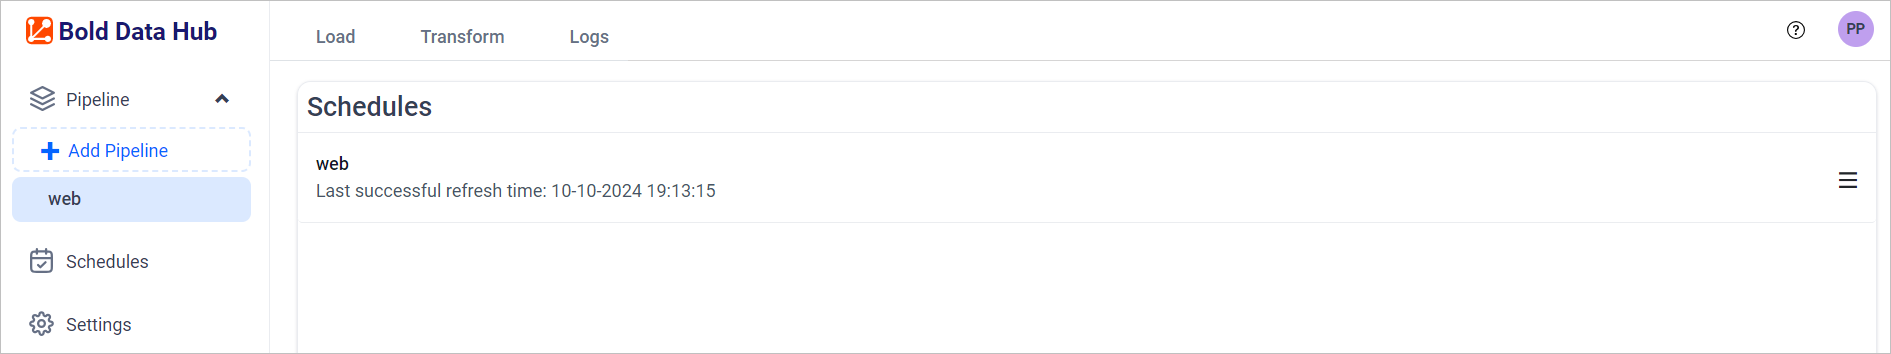 Bold Data Hub
Pipeline
Add Pipeline
web
Schedules
Settings
Load
Transform
Logs
PP
Schedules
web
Last successful refresh time: 10-10-2024 19:13:15